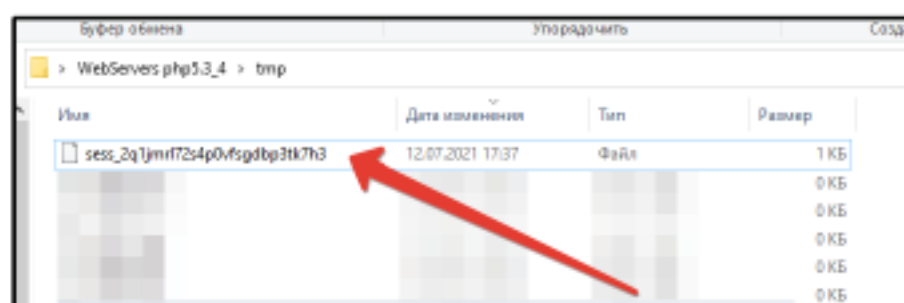 Буфер обмена Упорядочить Созд
> WebServers php5.3_4 > tmp
Имя Дата изменения Тип Размер
sess_2q1jmrl72s4p0vfsgdbp3tk7h3 12.07.2021 17:37 Файл 1 КБ
0 КБ
0 КБ
0 КБ
0 КБ
0 КБ